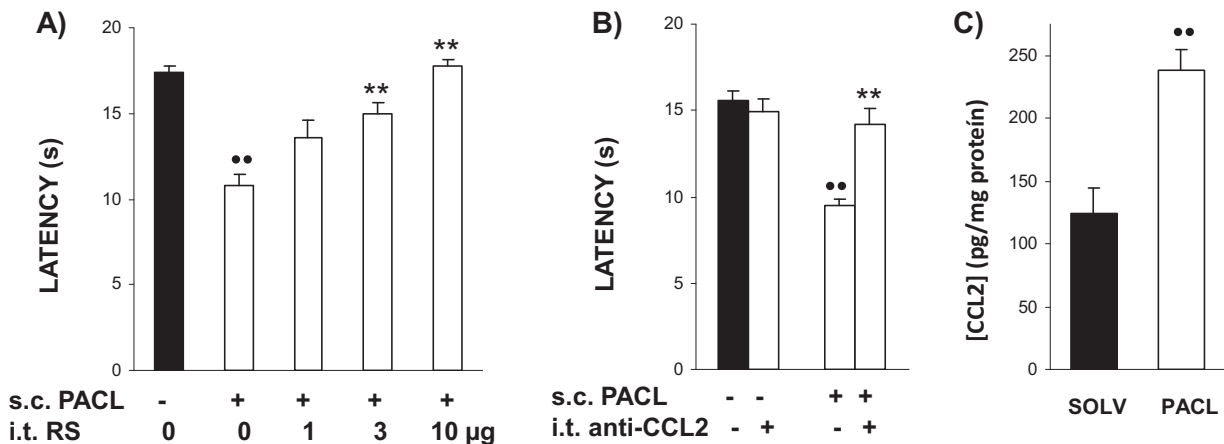 A)
LATENCY (s)
20
15
10
5
0
••
**
**
s.c. PACL - + + + +
i.t. RS 0 0 1 3 10 µg
B)
LATENCY (s)
20
15
10
5
0
••
**
s.c. PACL - - + +
i.t. anti-CCL2 - + - +
C)
[CCL2] (pg/mg proteín)
250
200
150
100
50
0
••
SOLV PACL